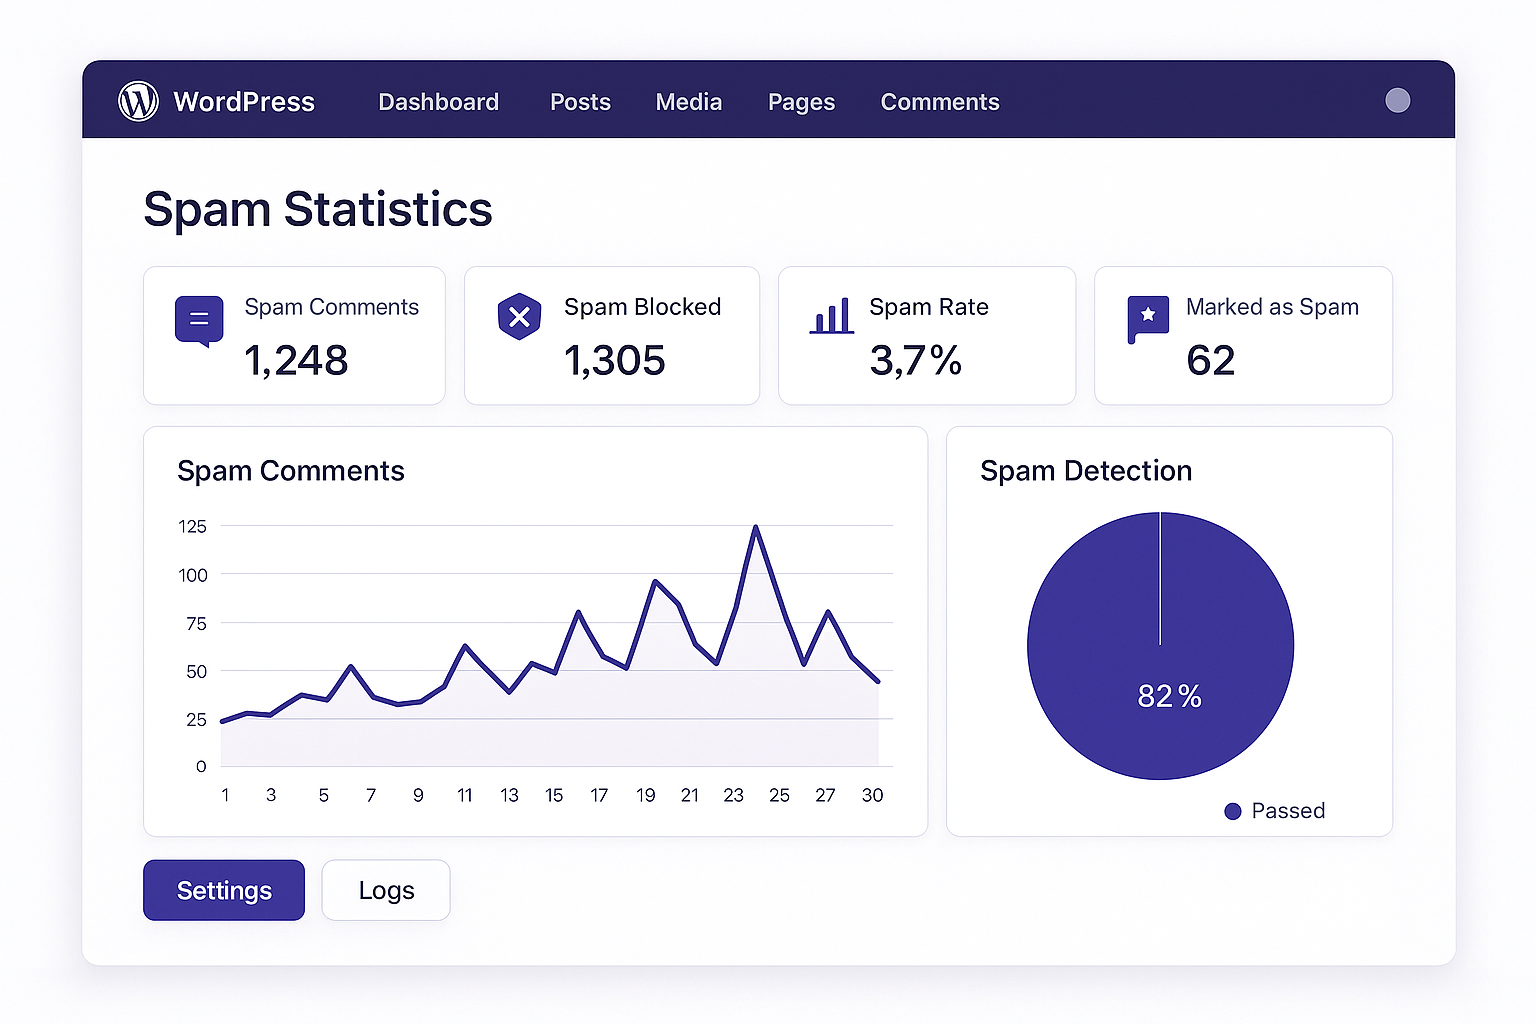 WordPress Dashboard Posts Media Pages Comments
Spam Statistics
Spam Comments
1,248
Spam Blocked
1,305
Spam Rate
3,7%
Marked as Spam
62
Spam Comments
125
100
75
50
25
0
1 3 5 7 9 11 13 15 17 19 21 23 25 27 30
Spam Detection
82%
Passed
Settings
Logs